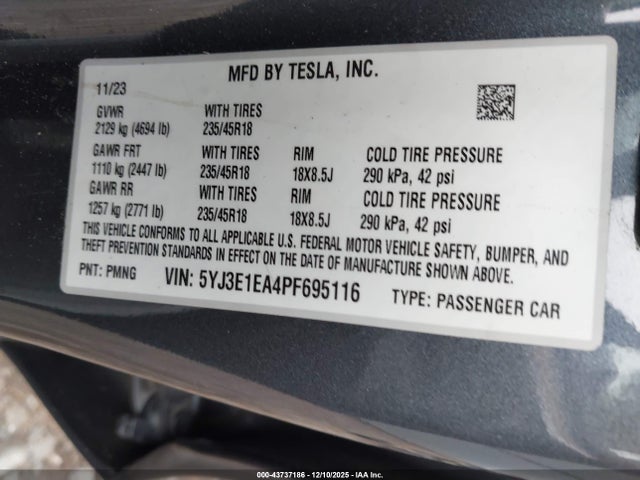 MFD BY TESLA, INC.
11/23
GVWR WITH TIRES
2129 kg (4694 lb) 235/45R18
GAWR FRT WITH TIRES RIM COLD TIRE PRESSURE
1110 kg (2447 lb) 235/45R18 18X8.5J 290 kPa, 42 psi
GAWR RR WITH TIRES RIM COLD TIRE PRESSURE
1257 kg (2771 lb) 235/45R18 18X8.5J 290 kPa, 42 psi
THIS VEHICLE CONFORMS TO ALL APPLICABLE U.S. FEDERAL MOTOR VEHICLE SAFETY, BUMPER, AND
THEFT PREVENTION STANDARDS IN EFFECT ON THE DATE OF MANUFACTURE SHOWN ABOVE.
PNT: PMNG VIN: 5YJ3E1EA4PF695116 TYPE: PASSENGER CAR
000-43737186 - 12/10/2025 - IAA Inc.